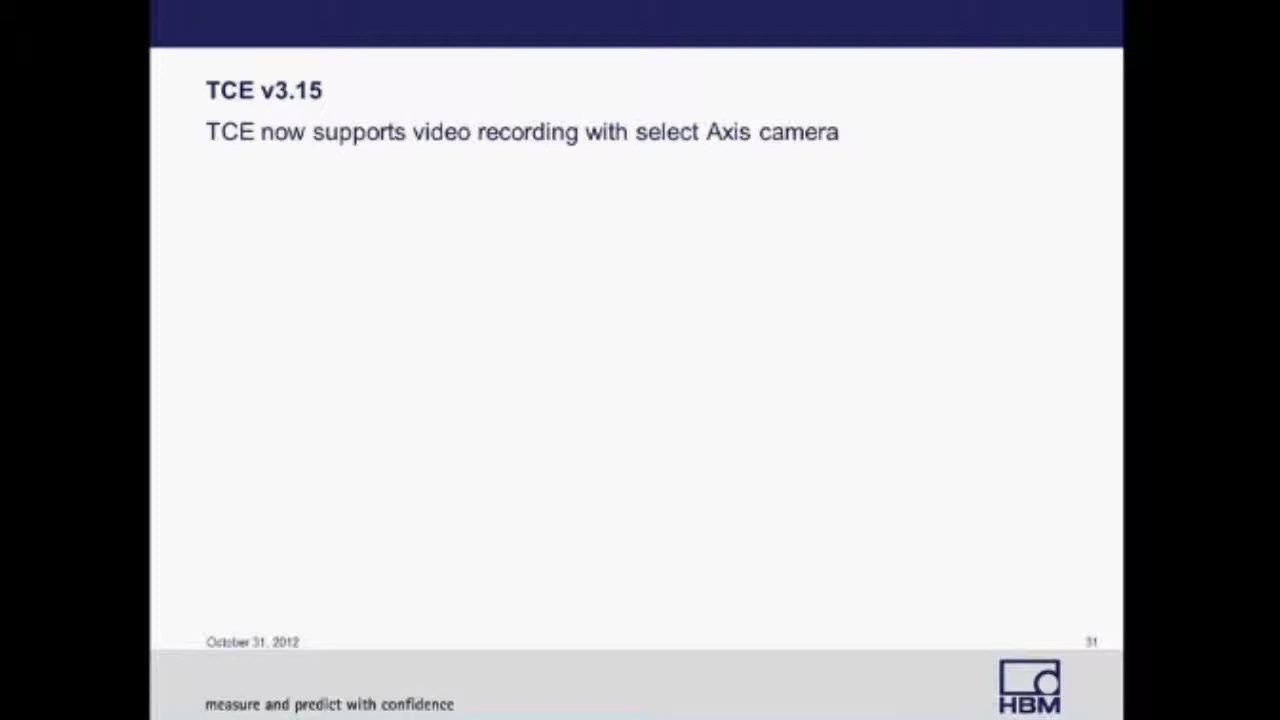 TCE v3.15
TCE now supports video recording with select Axis camera
October 31, 2012
31
measure and predict with confidence
HBM